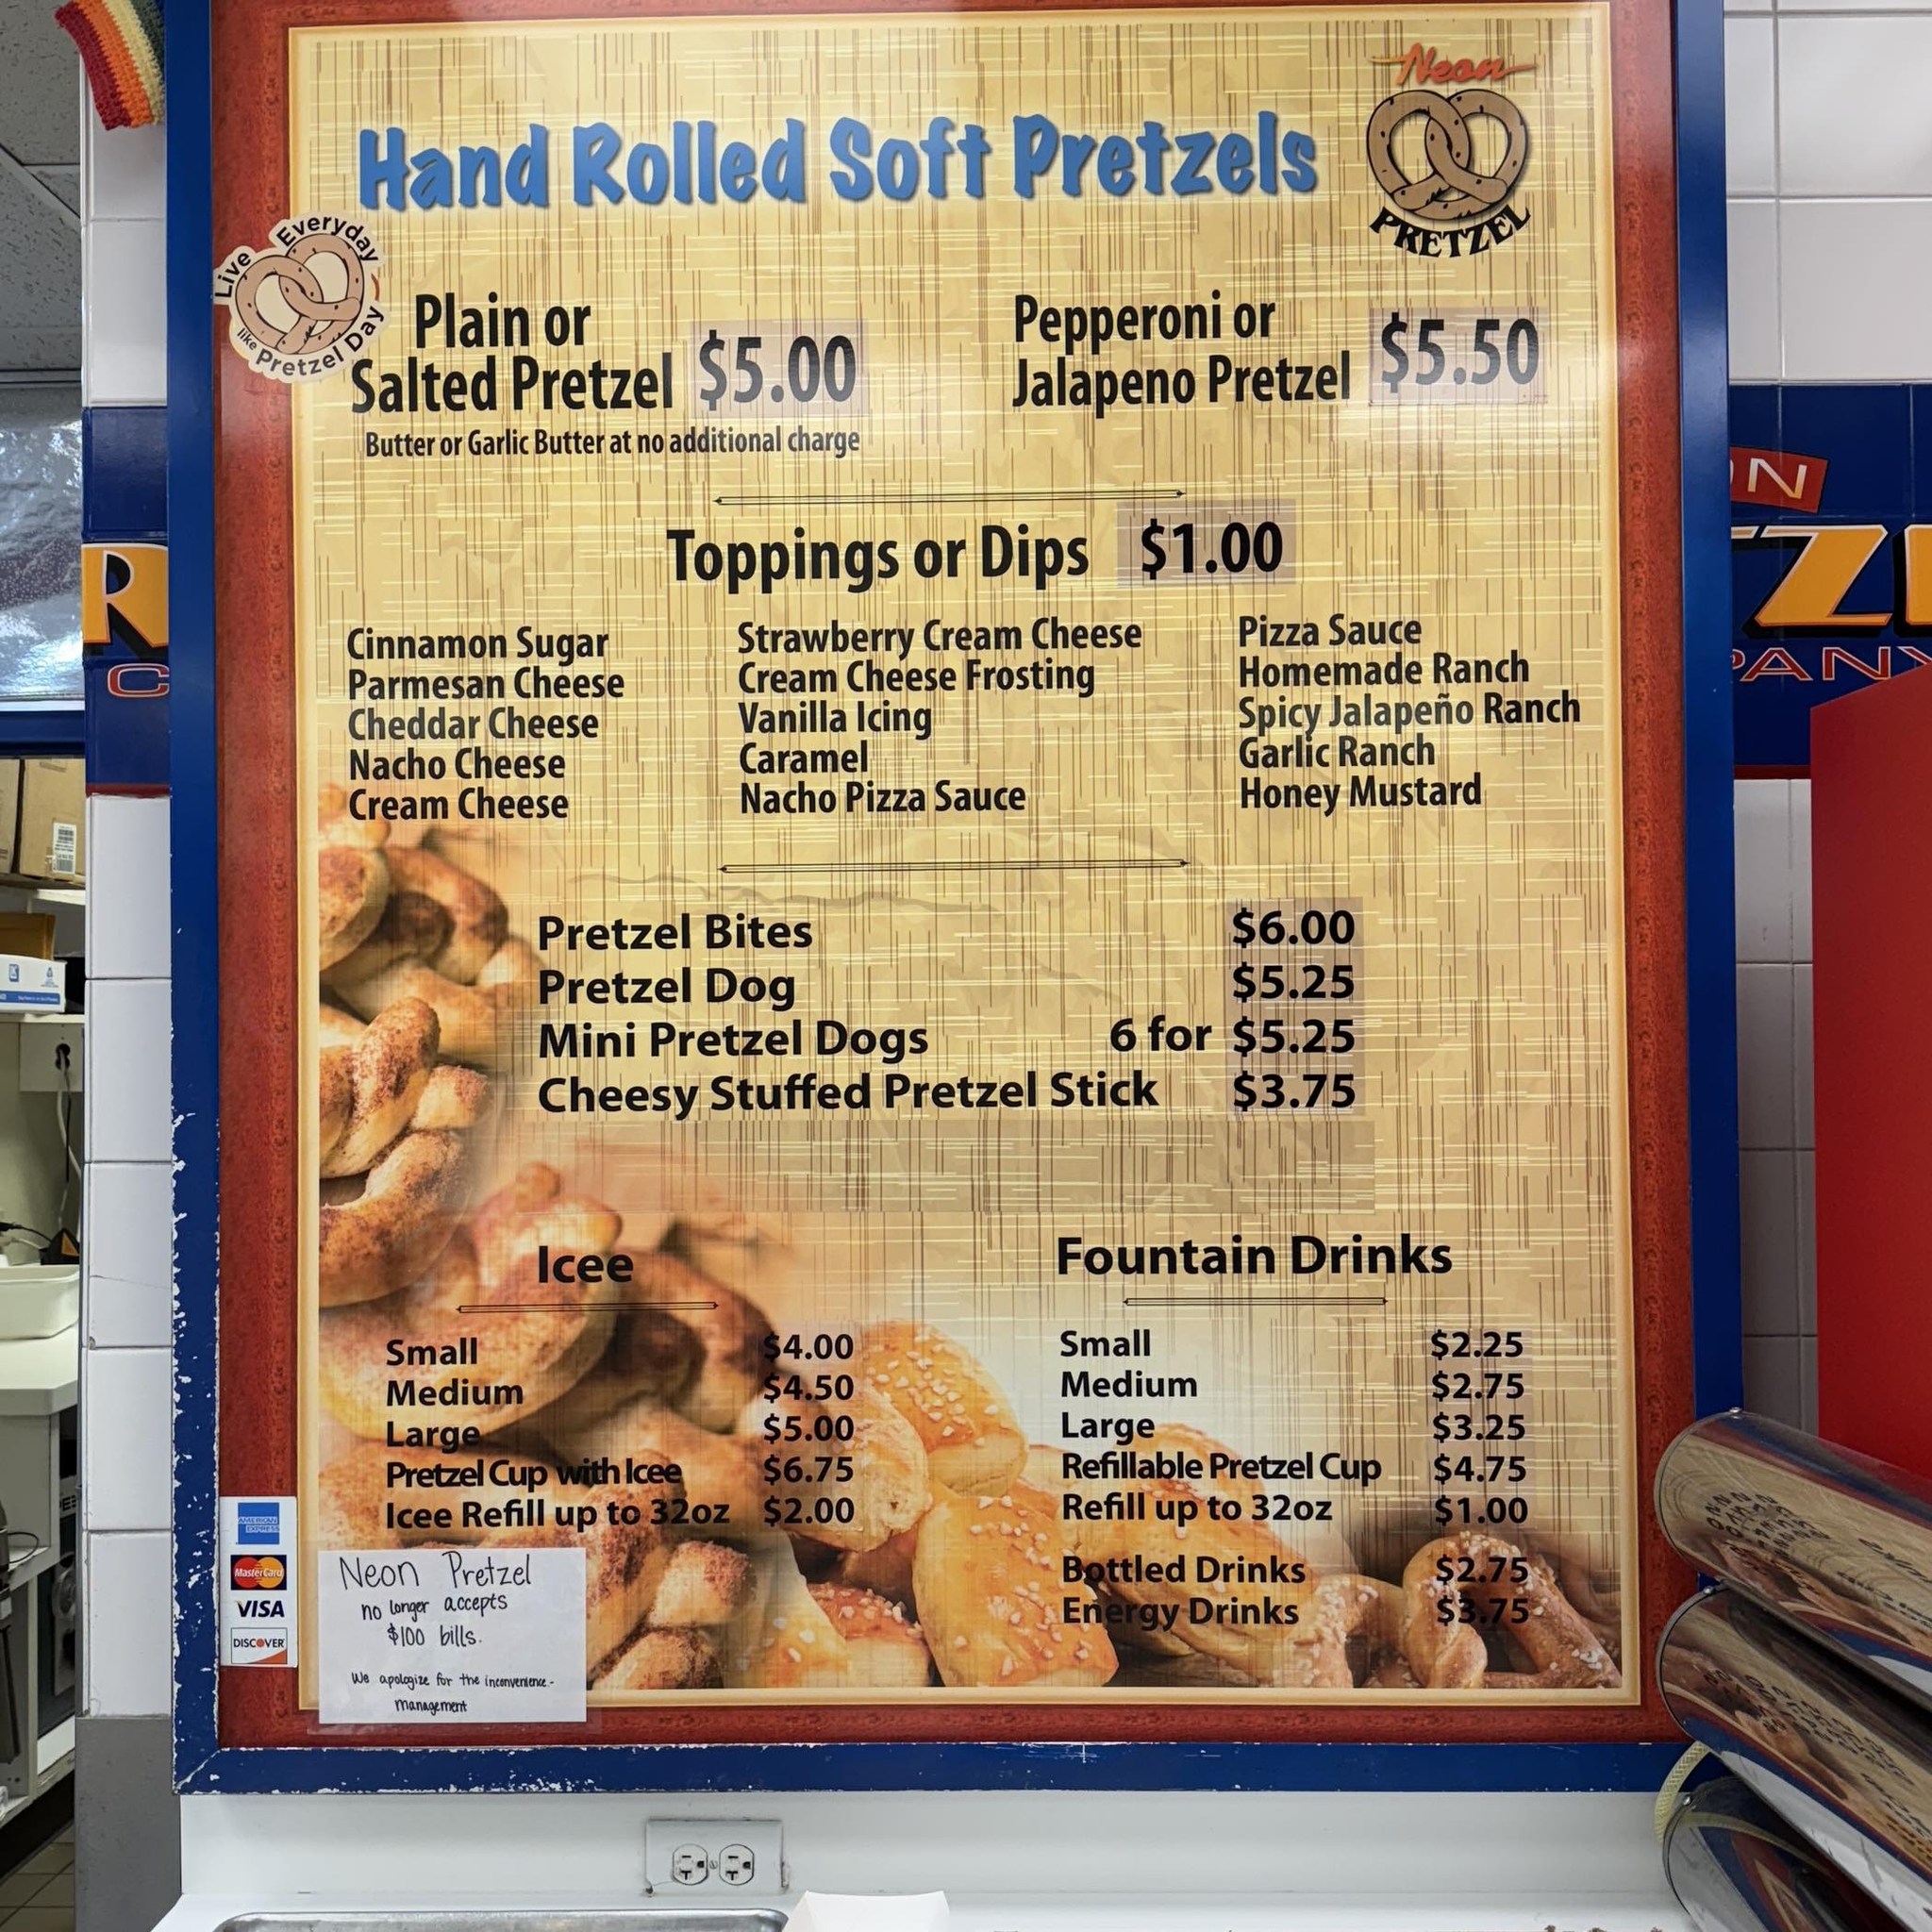 Neon
PRETZEL
Hand Rolled Soft Pretzels
Live Everyday
like Pretzel Day
Plain or
Salted Pretzel $5.00
Butter or Garlic Butter at no additional charge
Pepperoni or
Jalapeno Pretzel $5.50
Toppings or Dips $1.00
Cinnamon Sugar
Parmesan Cheese
Cheddar Cheese
Nacho Cheese
Cream Cheese
Strawberry Cream Cheese
Cream Cheese Frosting
Vanilla Icing
Caramel
Nacho Pizza Sauce
Pizza Sauce
Homemade Ranch
Spicy Jalapeño Ranch
Garlic Ranch
Honey Mustard
Pretzel Bites $6.00
Pretzel Dog $5.25
Mini Pretzel Dogs 6 for $5.25
Cheesy Stuffed Pretzel Stick $3.75
Icee
Small $4.00
Medium $4.50
Large $5.00
Pretzel Cup with Icee $6.75
Icee Refill up to 32oz $2.00
Fountain Drinks
Small $2.25
Medium $2.75
Large $3.25
Refillable Pretzel Cup $4.75
Refill up to 32oz $1.00
Bottled Drinks $2.75
Energy Drinks $3.75
AMERICAN EXPRESS
MasterCard
VISA
DISCOVER
Neon Pretzel
no longer accepts
$100 bills.
We apologize for the inconvenience -
management
R
C
N